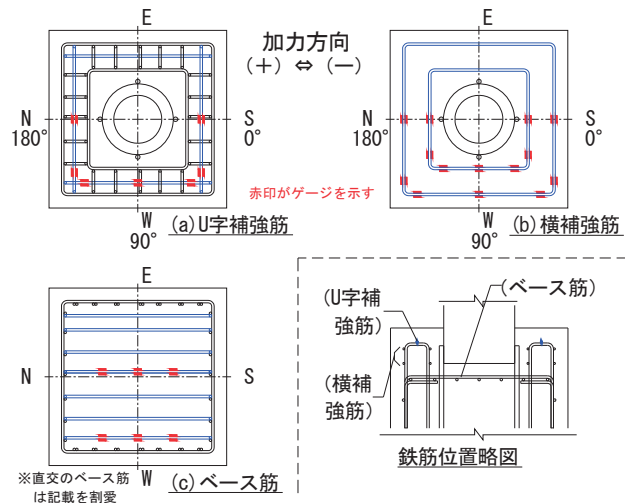 E
N
180°
S
0°
W
90°
(a)U字補強筋
加力方向
(+) ⇔ (—)
赤印がゲージを示す
E
N
180°
S
0°
W
90°
(b)横補強筋
E
N
S
W
(c)ベース筋
※直交のベース筋
は記載を割愛
(U字補
強筋)
(ベース筋)
(横補
強筋)
鉄筋位置略図